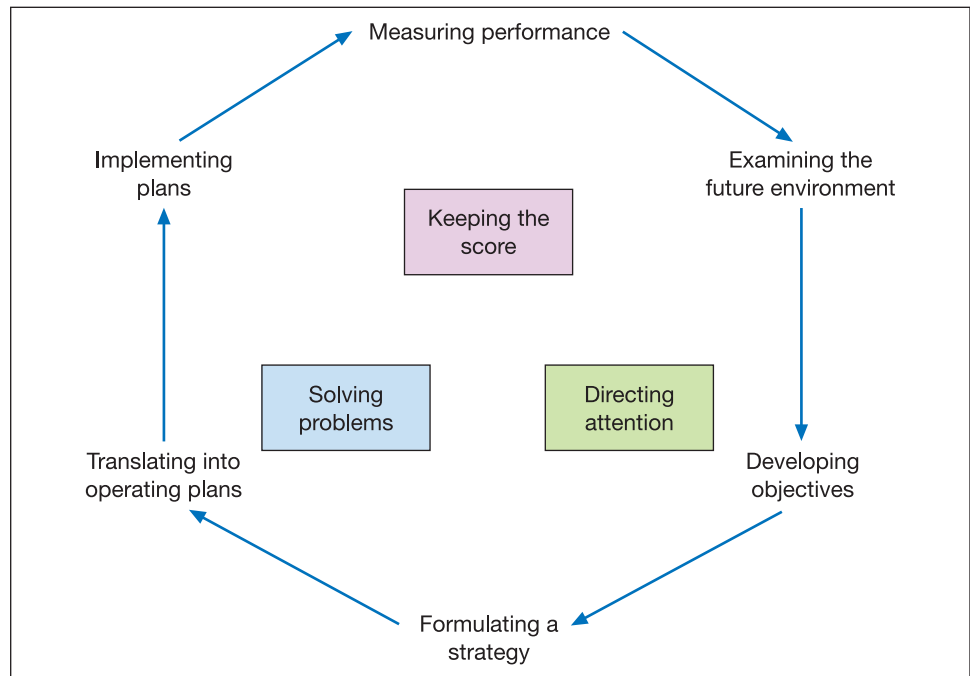 Measuring performance
Implementing
plans
Examining the
future environment
Keeping the
score
Solving
problems
Directing
attention
Translating into
operating plans
Developing
objectives
Formulating a
strategy